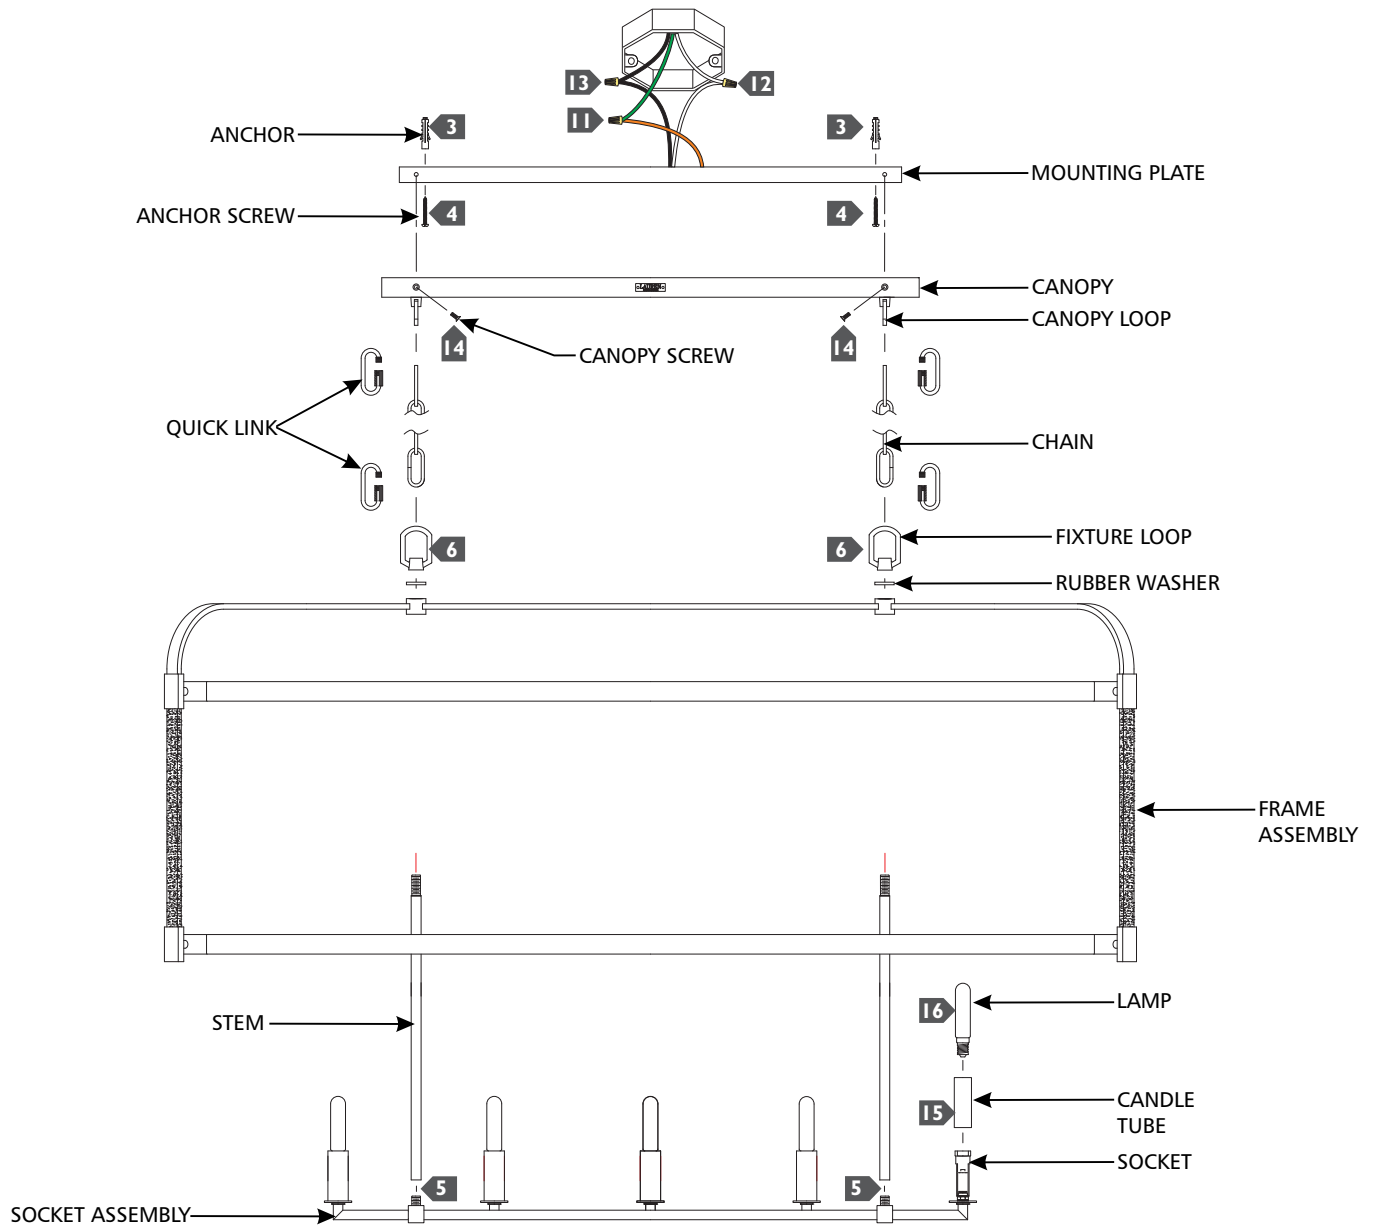 13
12
11
ANCHOR
3
3
MOUNTING PLATE
ANCHOR SCREW
4
4
CANOPY
CANOPY LOOP
14
CANOPY SCREW
14
QUICK LINK
CHAIN
6
6
FIXTURE LOOP
RUBBER WASHER
FRAME
ASSEMBLY
STEM
16
LAMP
15
CANDLE
TUBE
SOCKET
5
5
SOCKET ASSEMBLY